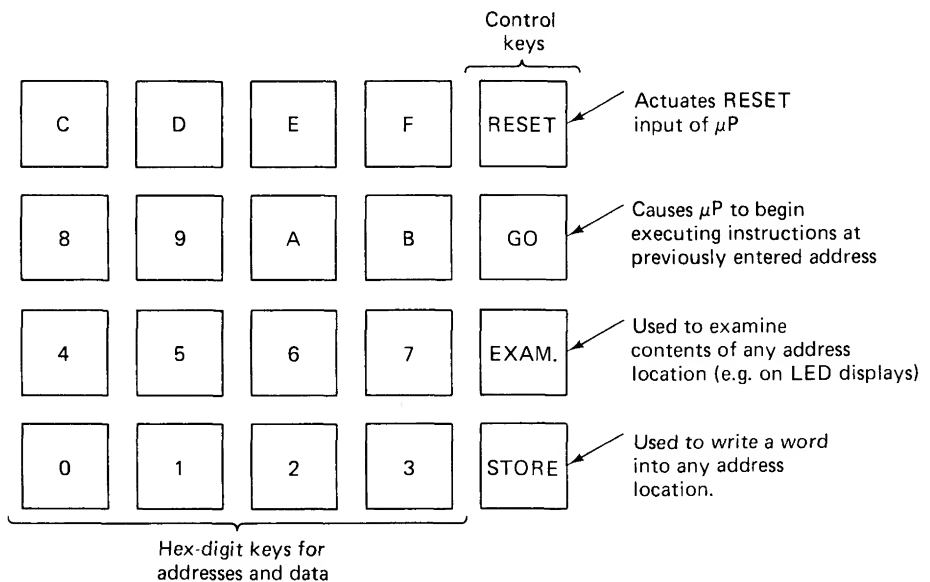 Control
keys
C D E F RESET
Actuates RESET
input of μP
8 9 A B GO
Causes μP to begin
executing instructions at
previously entered address
4 5 6 7 EXAM.
Used to examine
contents of any address
location (e.g. on LED displays)
0 1 2 3 STORE
Used to write a word
into any address
location.
Hex-digit keys for
addresses and data